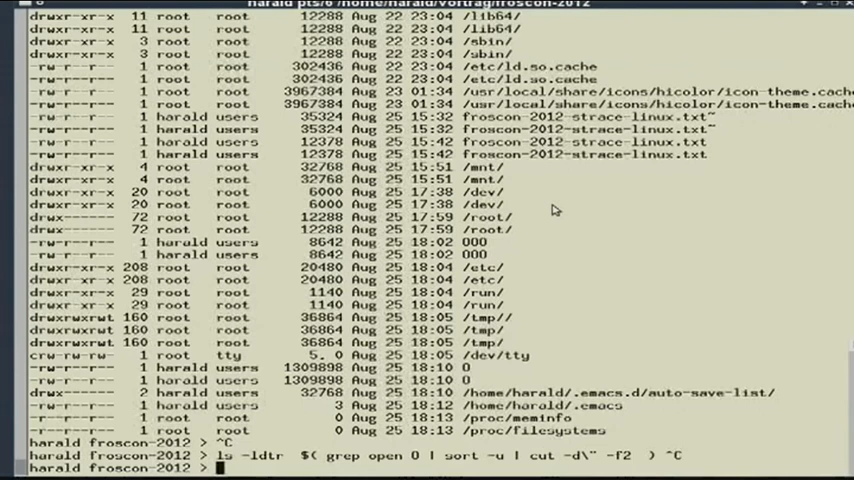 harald pts/6 /home/harald/vortrag/froscon-2012
drwxr-xr-x 11 root root 12288 Aug 22 23:04 /lib64/
drwxr-xr-x 11 root root 12288 Aug 22 23:04 /lib64/
drwxr-xr-x 3 root root 12288 Aug 22 23:04 /sbin/
drwxr-xr-x 3 root root 12288 Aug 22 23:04 /sbin/
-rw-r--r-- 1 root root 302436 Aug 22 23:04 /etc/ld.so.cache
-rw-r--r-- 1 root root 302436 Aug 22 23:04 /etc/ld.so.cache
-rw-r--r-- 1 root root 3967384 Aug 23 01:34 /usr/local/share/icons/hicolor/icon-theme.cache
-rw-r--r-- 1 root root 3967384 Aug 23 01:34 /usr/local/share/icons/hicolor/icon-theme.cache
-rw-r--r-- 1 harald users 35324 Aug 25 15:32 froscon-2012-strace-linux.txt~
-rw-r--r-- 1 harald users 35324 Aug 25 15:32 froscon-2012-strace-linux.txt~
-rw-r--r-- 1 harald users 12378 Aug 25 15:42 froscon-2012-strace-linux.txt
-rw-r--r-- 1 harald users 12378 Aug 25 15:42 froscon-2012-strace-linux.txt
drwxr-xr-x 4 root root 32768 Aug 25 15:51 /mnt/
drwxr-xr-x 4 root root 32768 Aug 25 15:51 /mnt/
drwxr-xr-x 20 root root 6000 Aug 25 17:38 /dev/
drwxr-xr-x 20 root root 6000 Aug 25 17:38 /dev/
drwx------ 72 root root 12288 Aug 25 17:59 /root/
drwx------ 72 root root 12288 Aug 25 17:59 /root/
-rw-r--r-- 1 harald users 8642 Aug 25 18:02 OOO
-rw-r--r-- 1 harald users 8642 Aug 25 18:02 OOO
drwxr-xr-x 208 root root 20480 Aug 25 18:04 /etc/
drwxr-xr-x 208 root root 20480 Aug 25 18:04 /etc/
drwxr-xr-x 29 root root 1140 Aug 25 18:04 /run/
drwxr-xr-x 29 root root 1140 Aug 25 18:04 /run/
drwxrwxrwt 160 root root 36864 Aug 25 18:05 /tmp//
drwxrwxrwt 160 root root 36864 Aug 25 18:05 /tmp/
drwxrwxrwt 160 root root 36864 Aug 25 18:05 /tmp/
crw-rw-rw- 1 root tty 5, 0 Aug 25 18:05 /dev/tty
-rw-r--r-- 1 harald users 1309898 Aug 25 18:10 O
-rw-r--r-- 1 harald users 1309898 Aug 25 18:10 O
drwx------ 2 harald users 32768 Aug 25 18:10 /home/harald/.emacs.d/auto-save-list/
-rw-r--r-- 1 harald users 3 Aug 25 18:12 /home/harald/.emacs
-r--r--r-- 1 root root 0 Aug 25 18:13 /proc/meminfo
-r--r--r-- 1 root root 0 Aug 25 18:13 /proc/filesystems
harald froscon-2012 > ^C
harald froscon-2012 > ls -ldtr $( grep open O | sort -u | cut -d\" -f2 ) ^C
harald froscon-2012 >